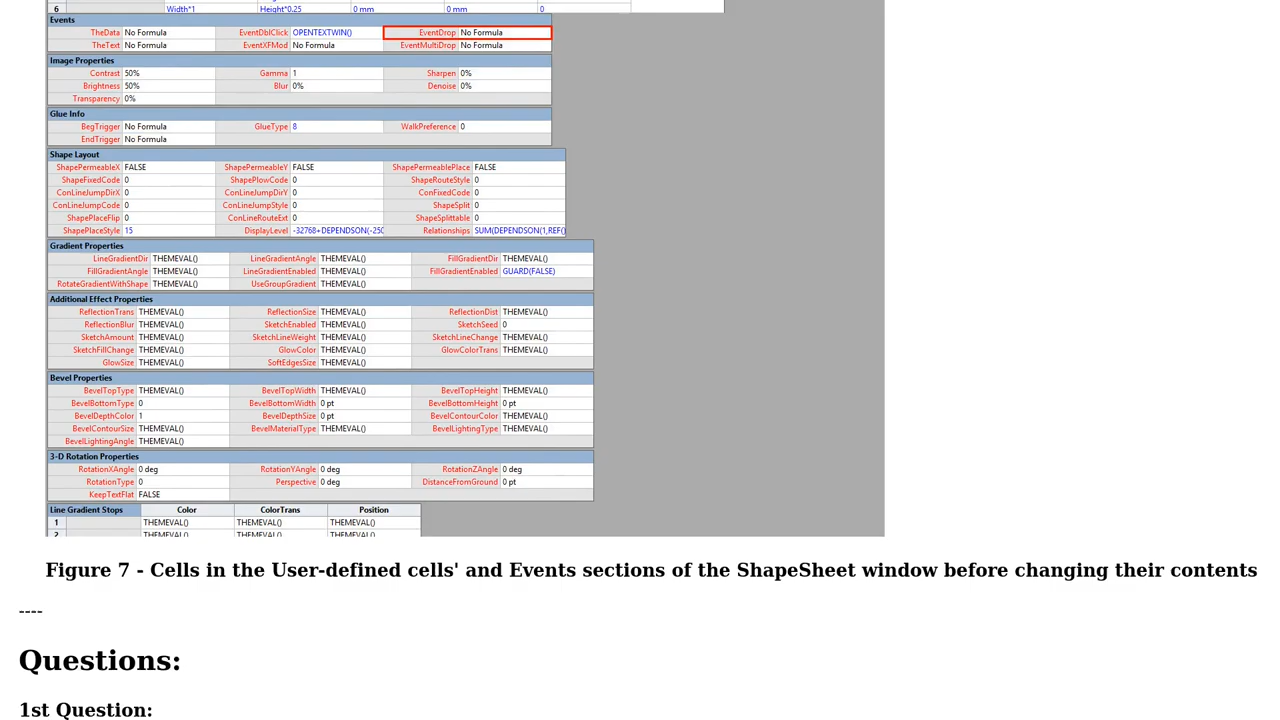 6 Width*1 Height*0.25 0 mm 0 mm 0
Events
TheData No Formula EventDblClick OPENTEXTWIN() EventDrop No Formula
TheText No Formula EventXFMod No Formula EventMultiDrop No Formula
Image Properties
Contrast 50% Gamma 1 Sharpen 0%
Brightness 50% Blur 0% Denoise 0%
Transparency 0%
Glue Info
BegTrigger No Formula GlueType 8 WalkPreference 0
EndTrigger No Formula
Shape Layout
ShapePermeableX FALSE ShapePermeableY FALSE ShapePermeablePlace FALSE
ShapeFixedCode 0 ShapePlowCode 0 ShapeRouteStyle 0
ConLineJumpDirX 0 ConLineJumpDirY 0 ConFixedCode 0
ConLineJumpCode 0 ConLineJumpStyle 0 ShapeSplit 0
ShapePlaceFlip 0 ConLineRouteExt 0 ShapeSplittable 0
ShapePlaceStyle 15 DisplayLevel -32768+DEPENDSON(-250 Relationships SUM(DEPENDSON(1,REF()
Gradient Properties
LineGradientDir THEMEVAL() LineGradientAngle THEMEVAL() FillGradientDir THEMEVAL()
FillGradientAngle THEMEVAL() LineGradientEnabled THEMEVAL() FillGradientEnabled GUARD(FALSE)
RotateGradientWithShape THEMEVAL() UseGroupGradient THEMEVAL()
Additional Effect Properties
ReflectionTrans THEMEVAL() ReflectionSize THEMEVAL() ReflectionDist THEMEVAL()
ReflectionBlur THEMEVAL() SketchEnabled THEMEVAL() SketchSeed 0
SketchAmount THEMEVAL() SketchLineWeight THEMEVAL() SketchLineChange THEMEVAL()
SketchFillChange THEMEVAL() GlowColor THEMEVAL() GlowColorTrans THEMEVAL()
GlowSize THEMEVAL() SoftEdgesSize THEMEVAL()
Bevel Properties
BevelTopType THEMEVAL() BevelTopWidth THEMEVAL() BevelTopHeight THEMEVAL()
BevelBottomType 0 BevelBottomWidth 0 pt BevelBottomHeight 0 pt
BevelDepthColor 1 BevelDepthSize 0 pt BevelContourColor THEMEVAL()
BevelContourSize THEMEVAL() BevelMaterialType THEMEVAL() BevelLightingType THEMEVAL()
BevelLightingAngle THEMEVAL()
3-D Rotation Properties
RotationXAngle 0 deg RotationYAngle 0 deg RotationZAngle 0 deg
RotationType 0 Perspective 0 deg DistanceFromGround 0 pt
KeepTextFlat FALSE
Line Gradient Stops Color ColorTrans Position
1 THEMEVAL() THEMEVAL() THEMEVAL()
2 THEMEVAL() THEMEVAL() THEMEVAL()
Figure 7 - Cells in the User-defined cells' and Events sections of the ShapeSheet window before changing their contents
----
Questions:
1st Question: